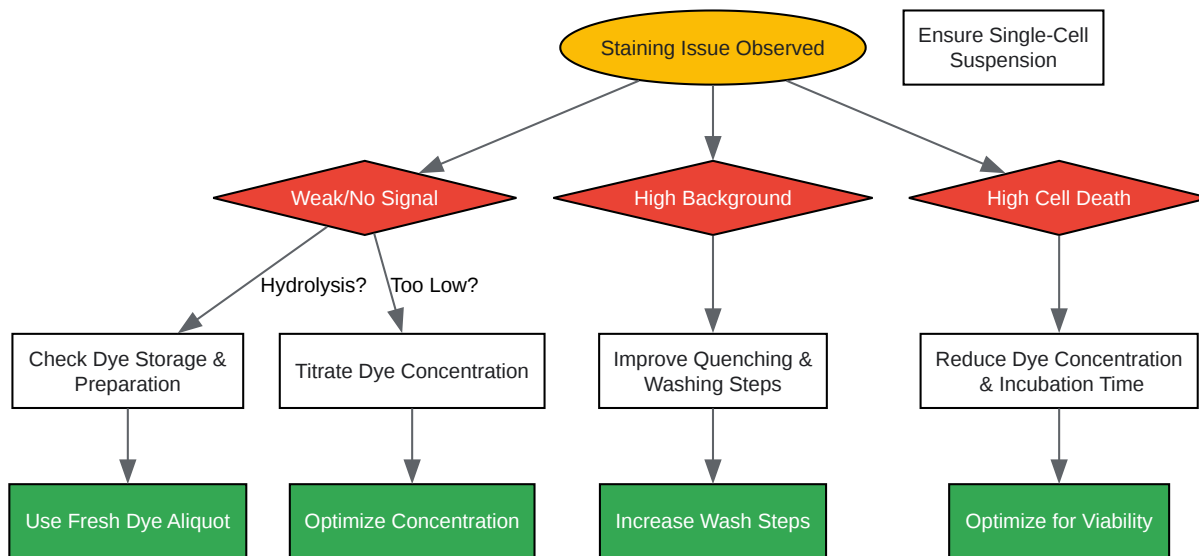 Staining Issue Observed
Ensure Single-Cell
Suspension
Weak/No Signal
High Background
High Cell Death
Hydrolysis?
Too Low?
Check Dye Storage &
Preparation
Titrate Dye Concentration
Improve Quenching &
Washing Steps
Reduce Dye Concentration
& Incubation Time
Use Fresh Dye Aliquot
Optimize Concentration
Increase Wash Steps
Optimize for Viability